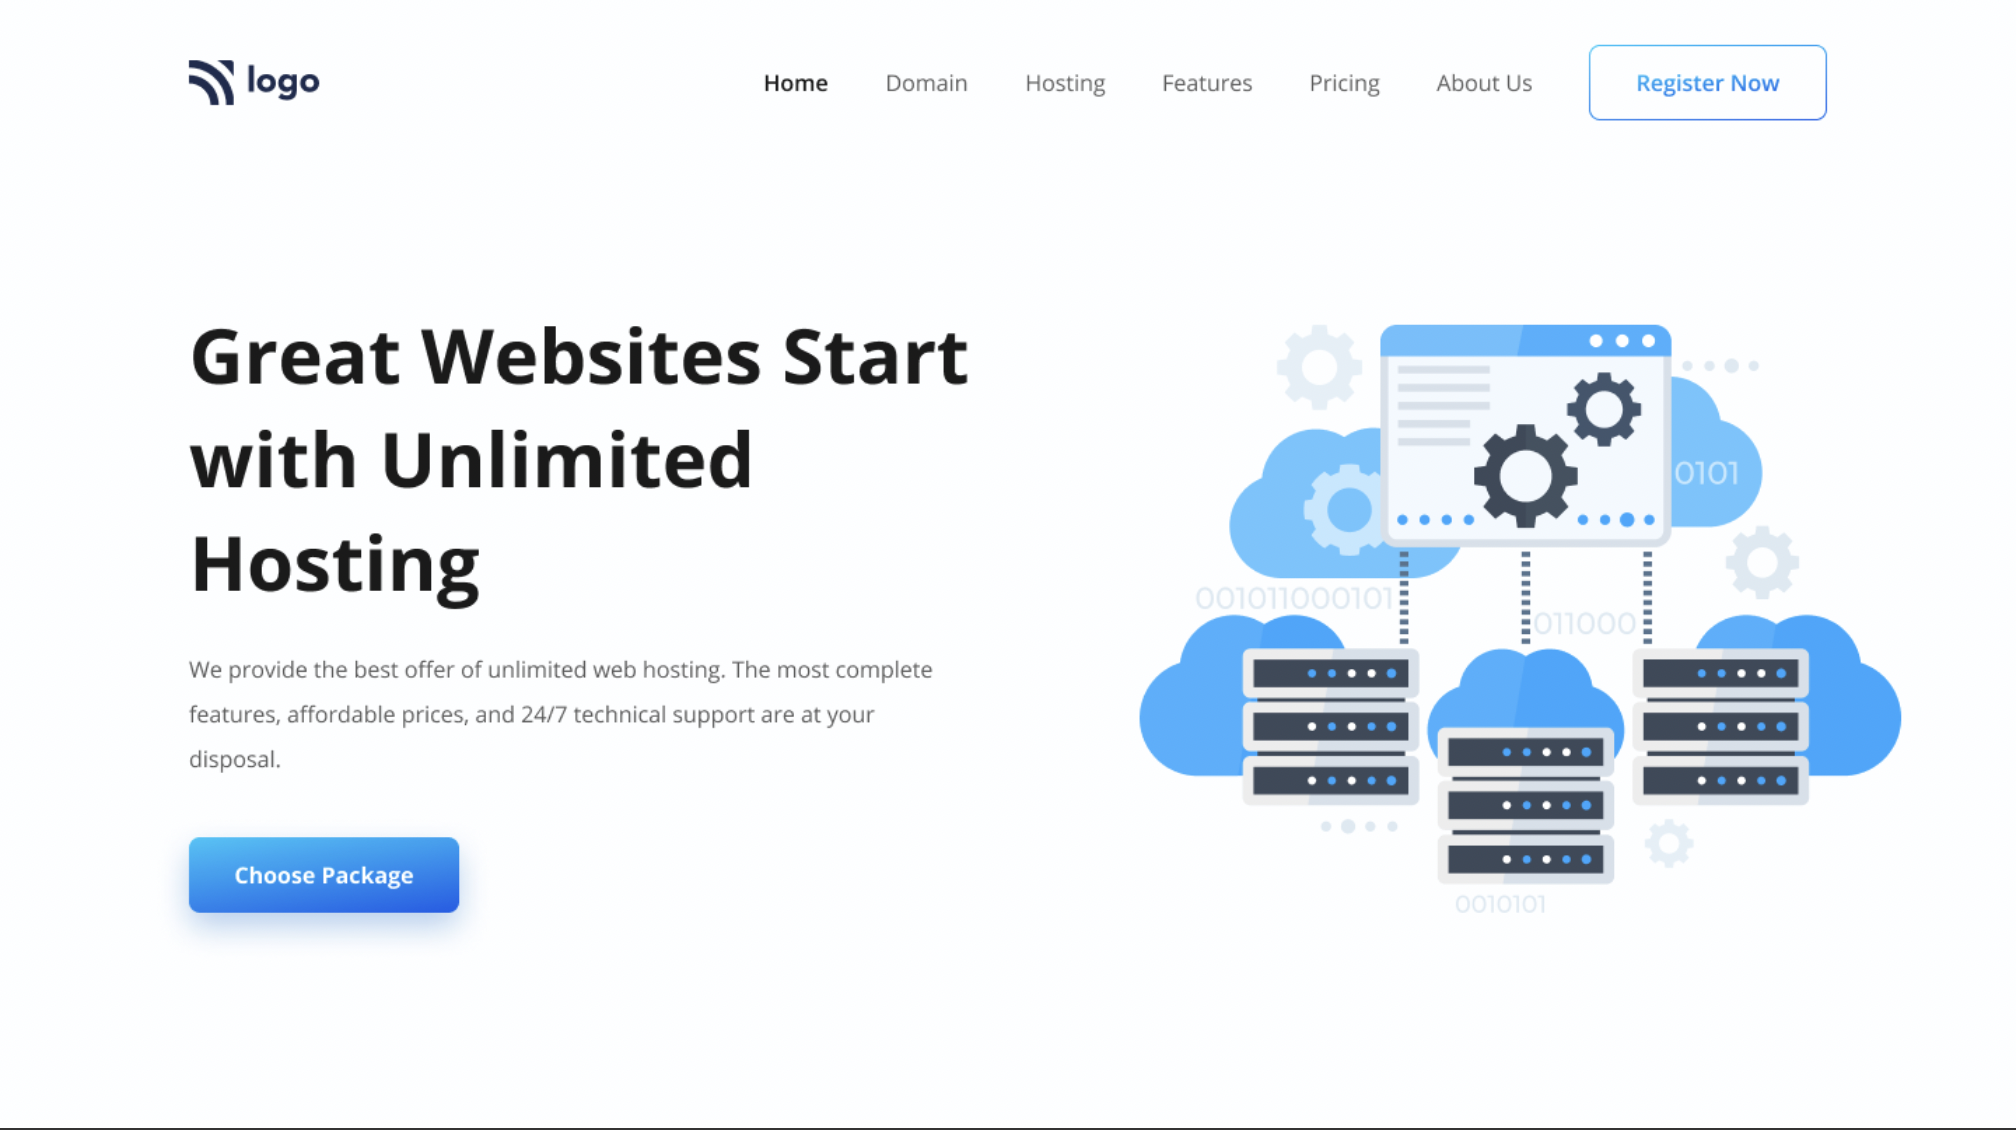 logo
Home Domain Hosting Features Pricing About Us Register Now
Great Websites Start
with Unlimited
Hosting
We provide the best offer of unlimited web hosting. The most complete
features, affordable prices, and 24/7 technical support are at your
disposal.
Choose Package
0101
001011000101
011000
0010101